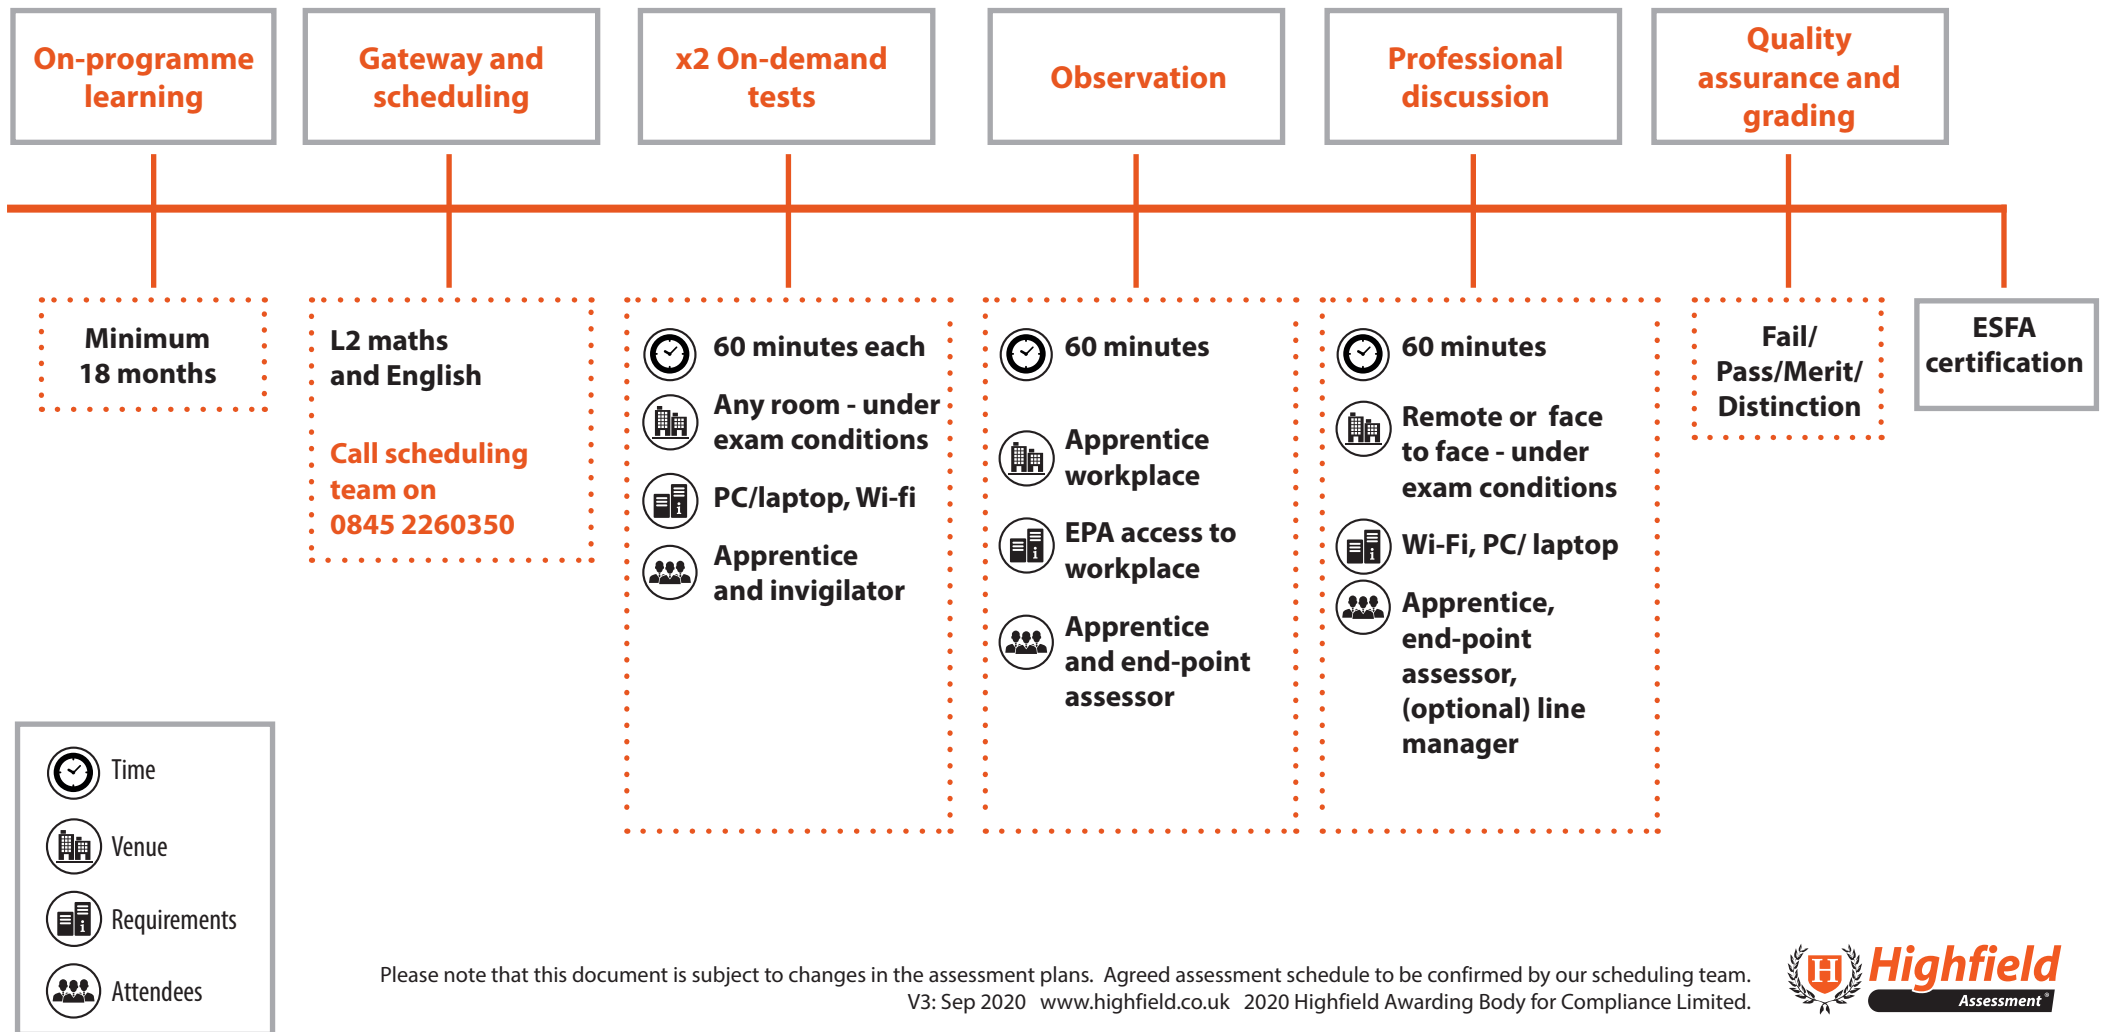 On-programme
learning
Gateway and
scheduling
x2 On-demand
tests
Observation
Professional
discussion
Quality
assurance and
grading
Minimum
18 months
L2 maths
and English
Call scheduling
team on
0845 2260350
60 minutes each
Any room - under
exam conditions
PC/laptop, Wi-fi
Apprentice
and invigilator
60 minutes
Apprentice
workplace
EPA access to
workplace
Apprentice
and end-point
assessor
60 minutes
Remote or face
to face - under
exam conditions
Wi-Fi, PC/ laptop
Apprentice,
end-point
assessor,
(optional) line
manager
Fail/
Pass/Merit/
Distinction
ESFA
certification
Time
Venue
Requirements
Attendees
Please note that this document is subject to changes in the assessment plans. Agreed assessment schedule to be confirmed by our scheduling team.
V3: Sep 2020 www.highfield.co.uk 2020 Highfield Awarding Body for Compliance Limited.
H
Highfield
Assessment®